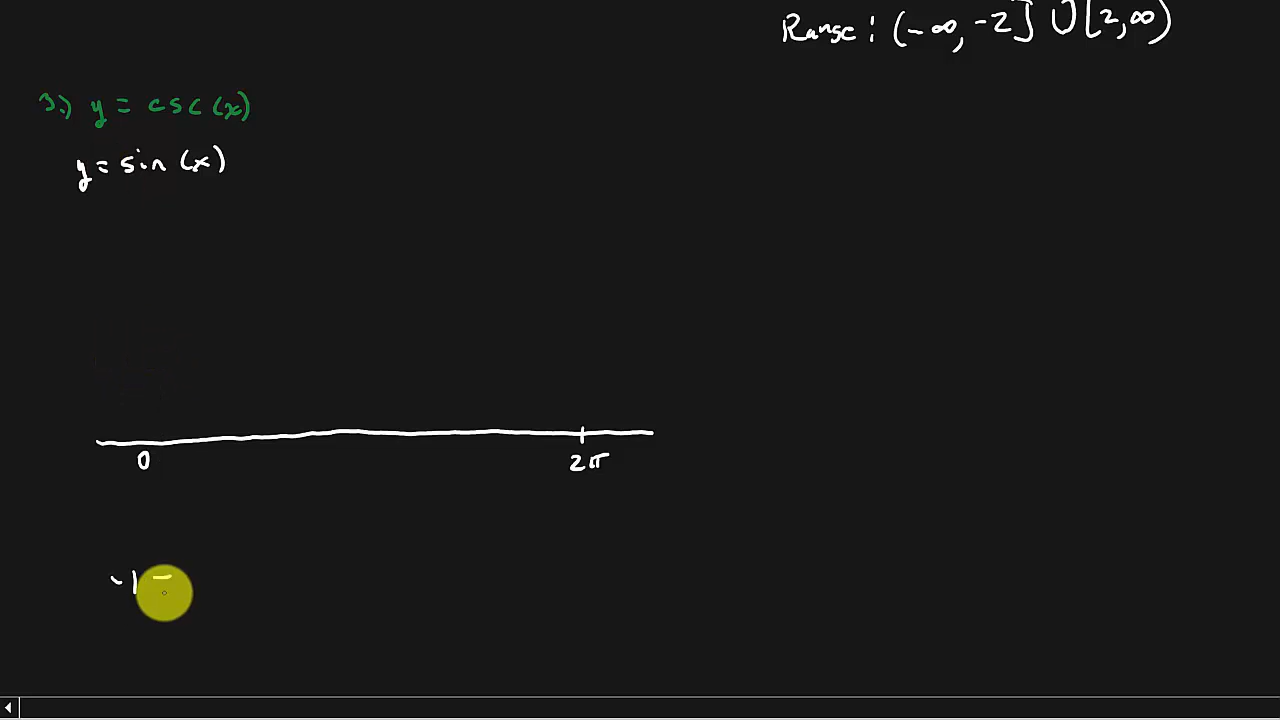 Range: (-∞, -2] ∪ [2, ∞)
3.) y = csc (x)
y = sin (x)
0 2π
-1